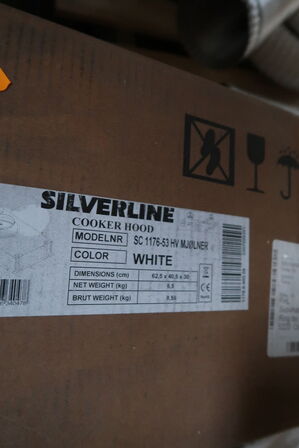 SILVERLINE
COOKER HOOD
MODELNR SC 1176-53 HV MJØLNER
COLOR WHITE
DIMENSIONS (cm) 62,5 x 40,5 x 30
NET WEIGHT (kg) 6,5
BRUT WEIGHT (kg) 8,56